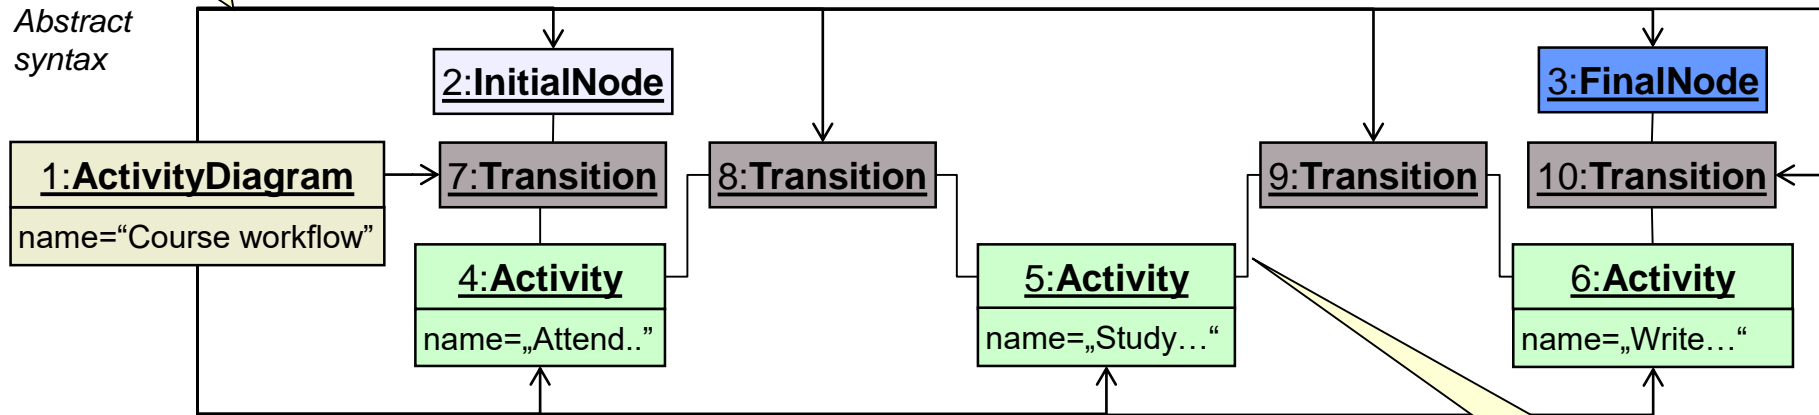 Abstract
syntax
2:InitialNode
3:FinalNode
1:ActivityDiagram
name=“Course workflow”
7:Transition
8:Transition
9:Transition
10:Transition
4:Activity
name=„Attend..”
5:Activity
name=„Study…“
6:Activity
name=„Write…“